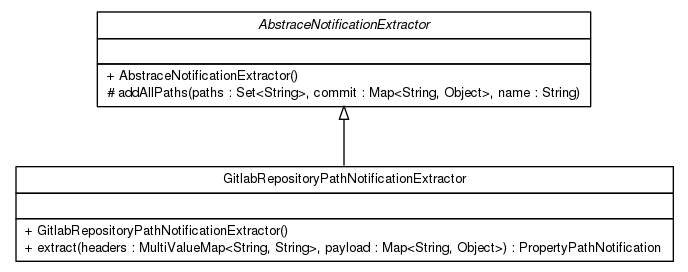 AbstraceNotificationExtractor
+ AbstraceNotificationExtractor()
# addAllPaths(paths : Set<String>, commit : Map<String, Object>, name : String)
GitlabRepositoryPathNotificationExtractor
+ GitlabRepositoryPathNotificationExtractor()
+ extract(headers : MultiValueMap<String, String>, payload : Map<String, Object>) : PropertyPathNotification